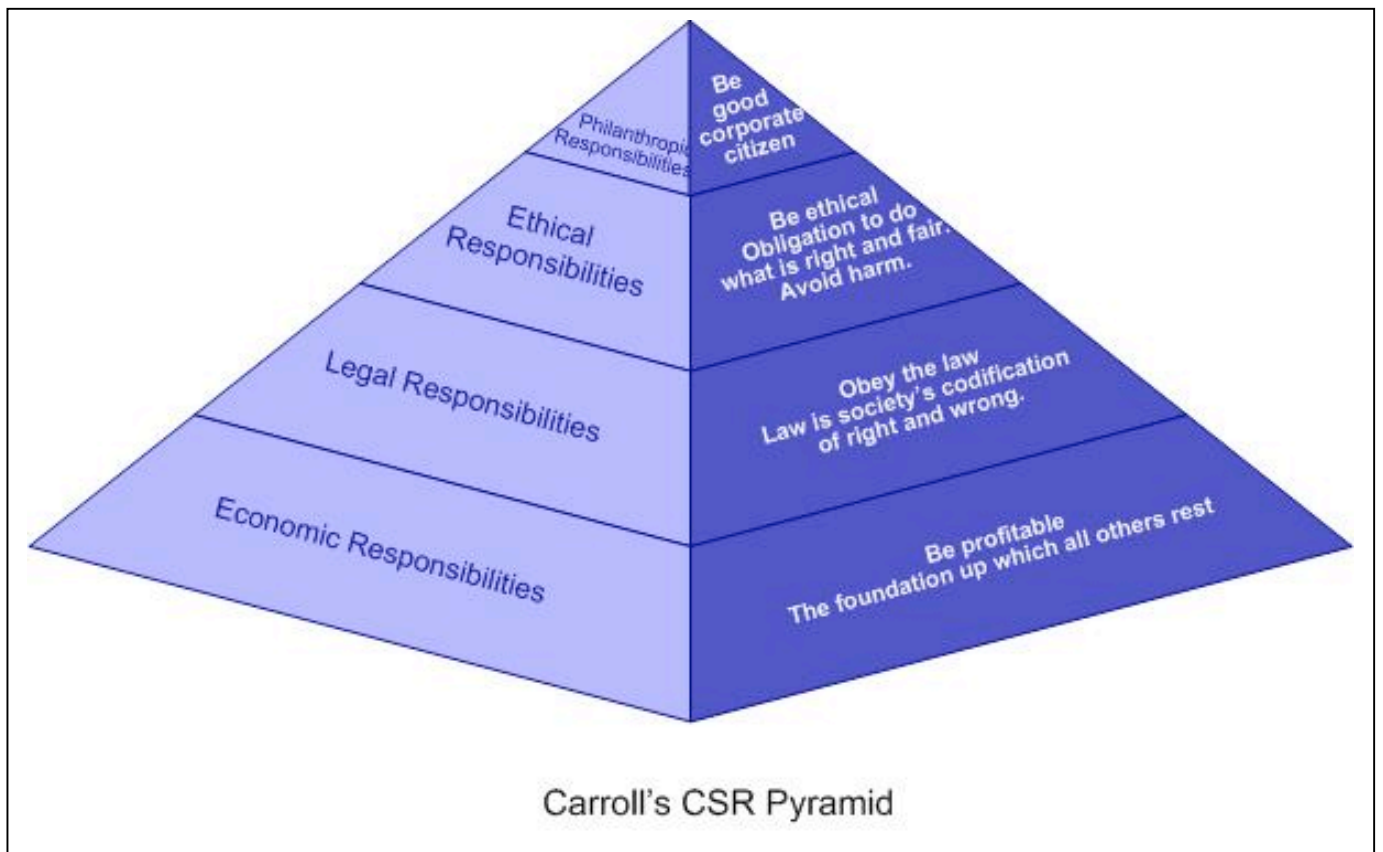 Philanthropic
Responsibilities
Be
good
corporate
citizen
Ethical
Responsibilities
Be ethical
Obligation to do
what is right and fair.
Avoid harm.
Legal Responsibilities
Obey the law
Law is society's codification
of right and wrong.
Economic Responsibilities
Be profitable
The foundation up which all others rest
Carroll's CSR Pyramid